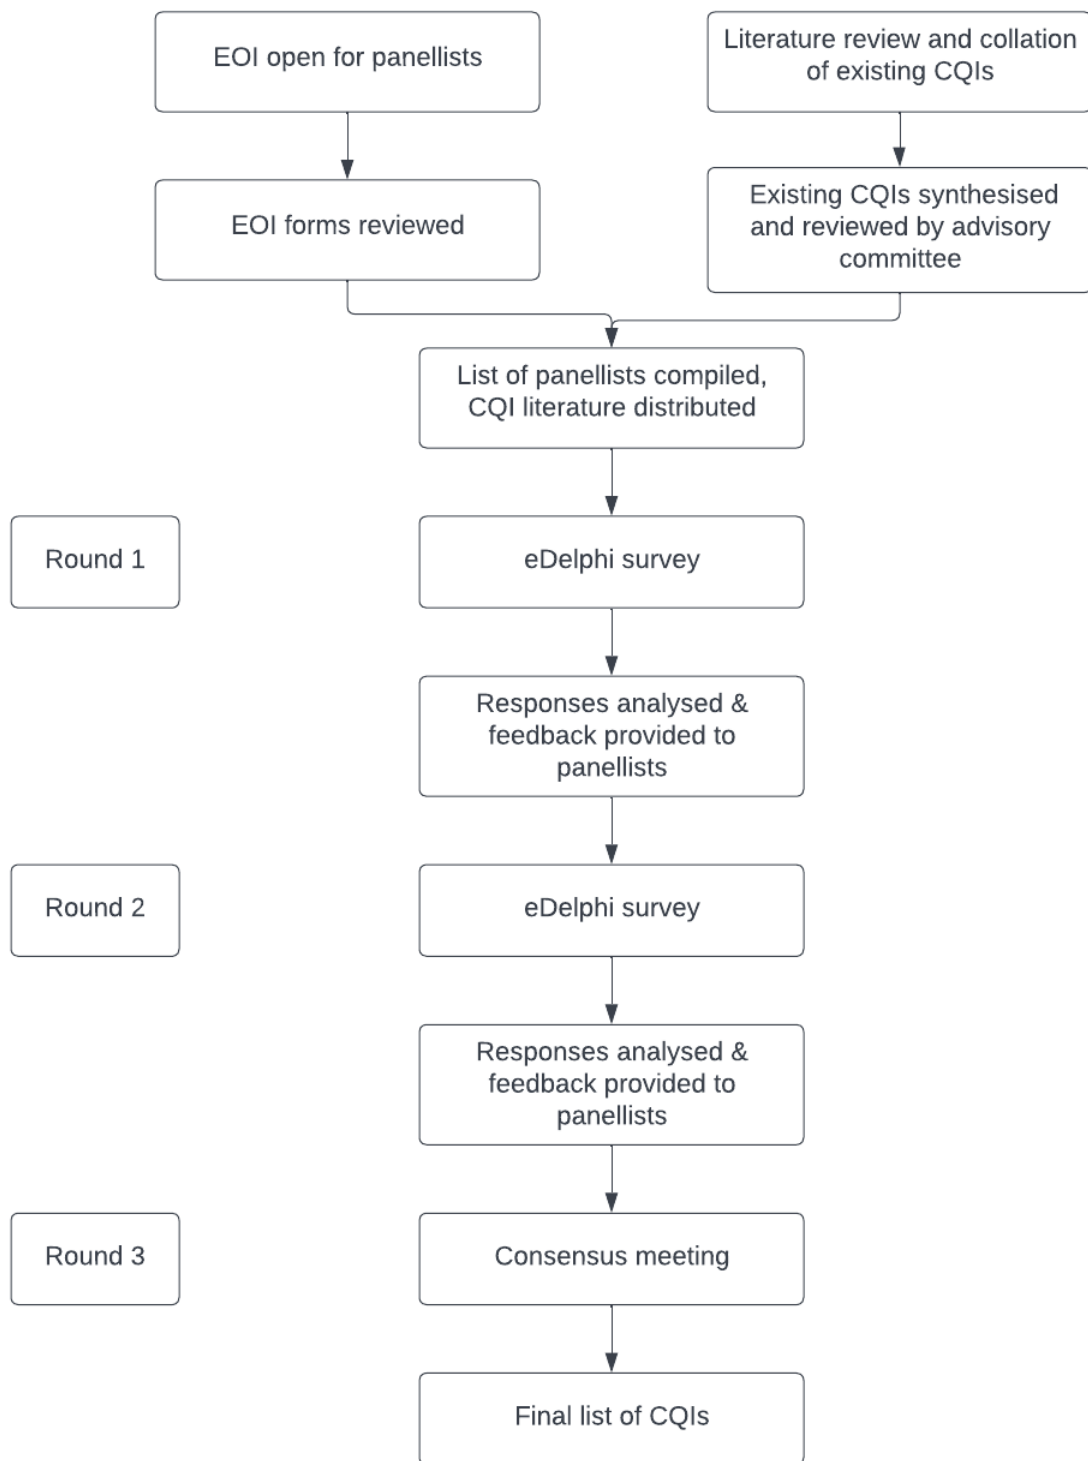 EOI open for panellists
Literature review and collation
of existing CQIs
EOI forms reviewed
Existing CQIs synthesised
and reviewed by advisory
committee
List of panellists compiled,
CQI literature distributed
Round 1
eDelphi survey
Responses analysed &
feedback provided to
panellists
Round 2
eDelphi survey
Responses analysed &
feedback provided to
panellists
Round 3
Consensus meeting
Final list of CQIs